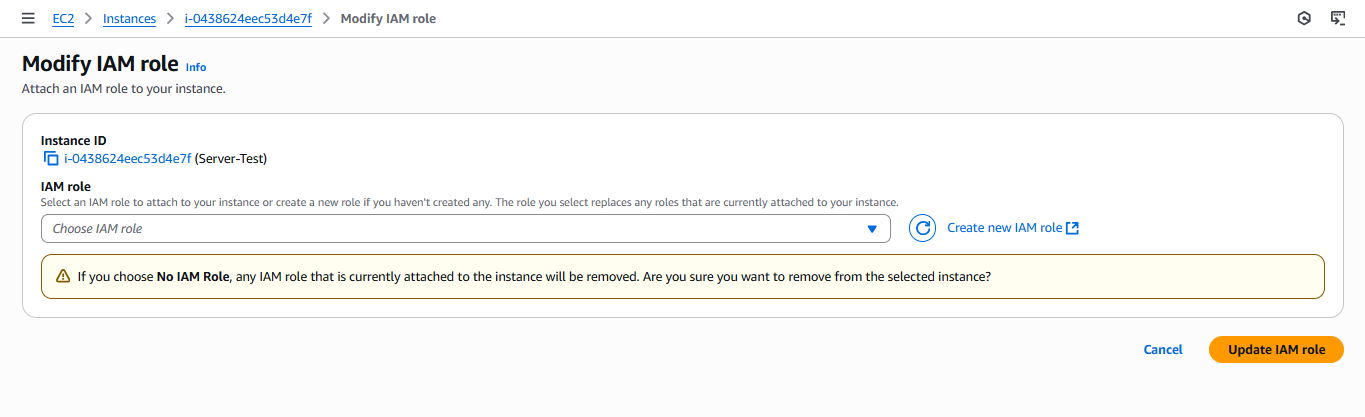 EC2 > Instances > i-0438624eec53d4e7f > Modify IAM role
Modify IAM role Info
Attach an IAM role to your instance.
Instance ID
i-0438624eec53d4e7f (Server-Test)
IAM role
Select an IAM role to attach to your instance or create a new role if you haven't created any. The role you select replaces any roles that are currently attached to your instance.
Choose IAM role
Create new IAM role
If you choose No IAM Role, any IAM role that is currently attached to the instance will be removed. Are you sure you want to remove from the selected instance?
Cancel
Update IAM role